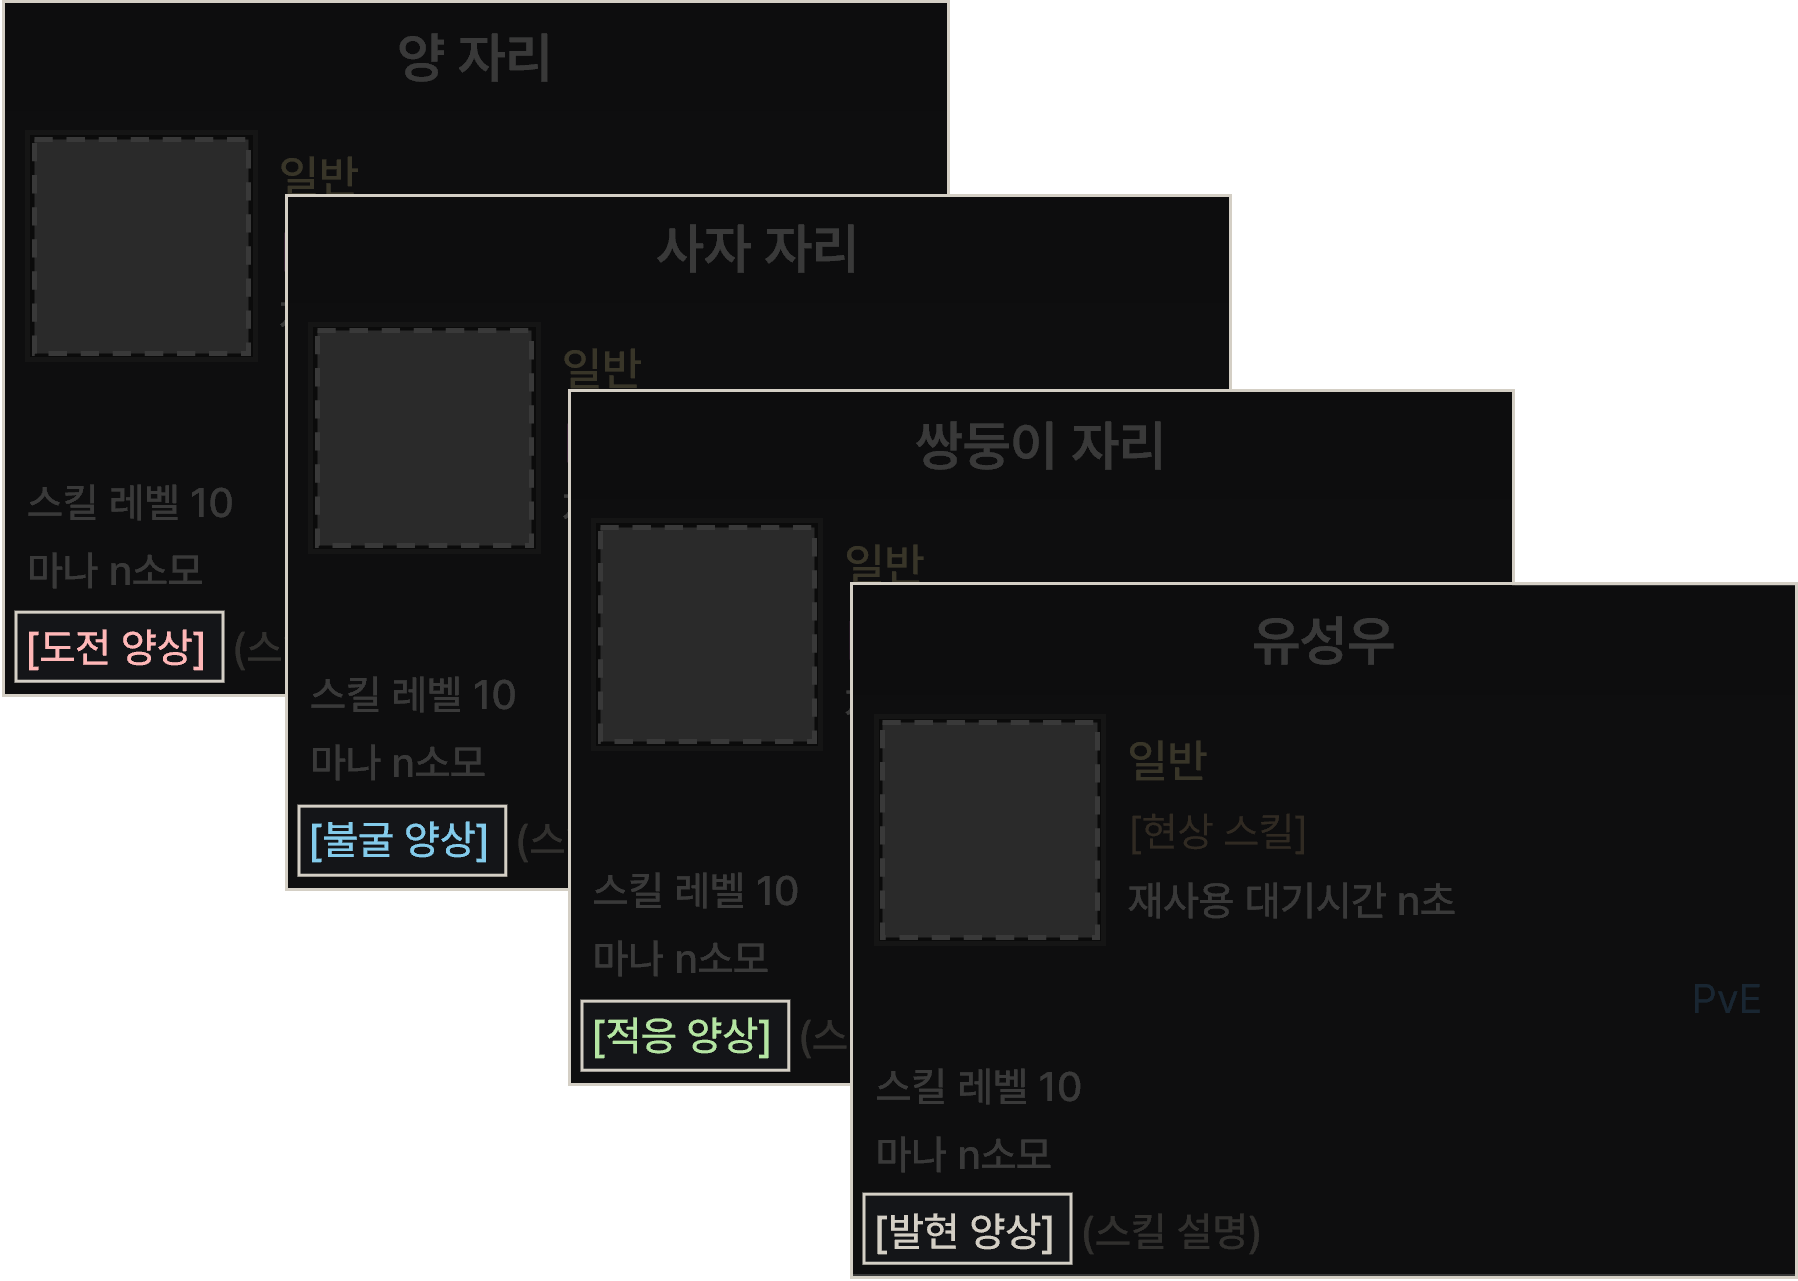 양 자리
일반
스킬 레벨 10
마나 n소모
[도전 양상] (스
사자 자리
일반
스킬 레벨 10
마나 n소모
[불굴 양상] (스
쌍둥이 자리
일반
스킬 레벨 10
마나 n소모
[적응 양상] (스
유성우
일반
[현상 스킬]
재사용 대기시간 n초
PvE
스킬 레벨 10
마나 n소모
[발현 양상] (스킬 설명)